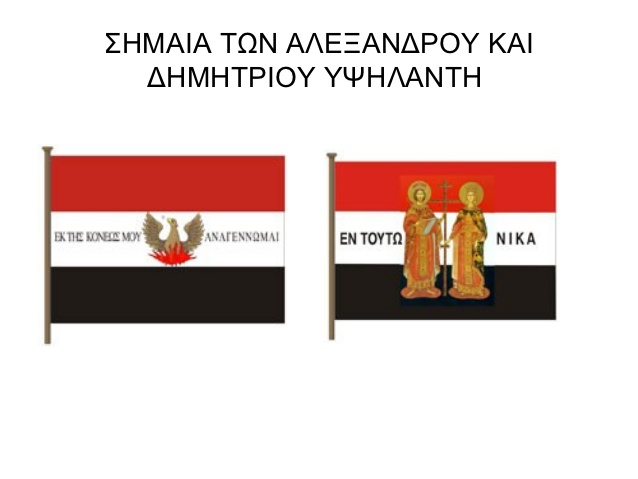 ΣΗΜΑΙΑ ΤΩΝ ΑΛΕΞΑΝΔΡΟΥ ΚΑΙ
ΔΗΜΗΤΡΙΟΥ ΥΨΗΛΑΝΤΗ
ΕΚ ΤΗΣ ΚΟΝΕΩΣ ΜΟΥ ΑΝΑΓΕΝΝΩΜΑΙ
ΕΝ ΤΟΥΤΩ ΝΙΚΑ